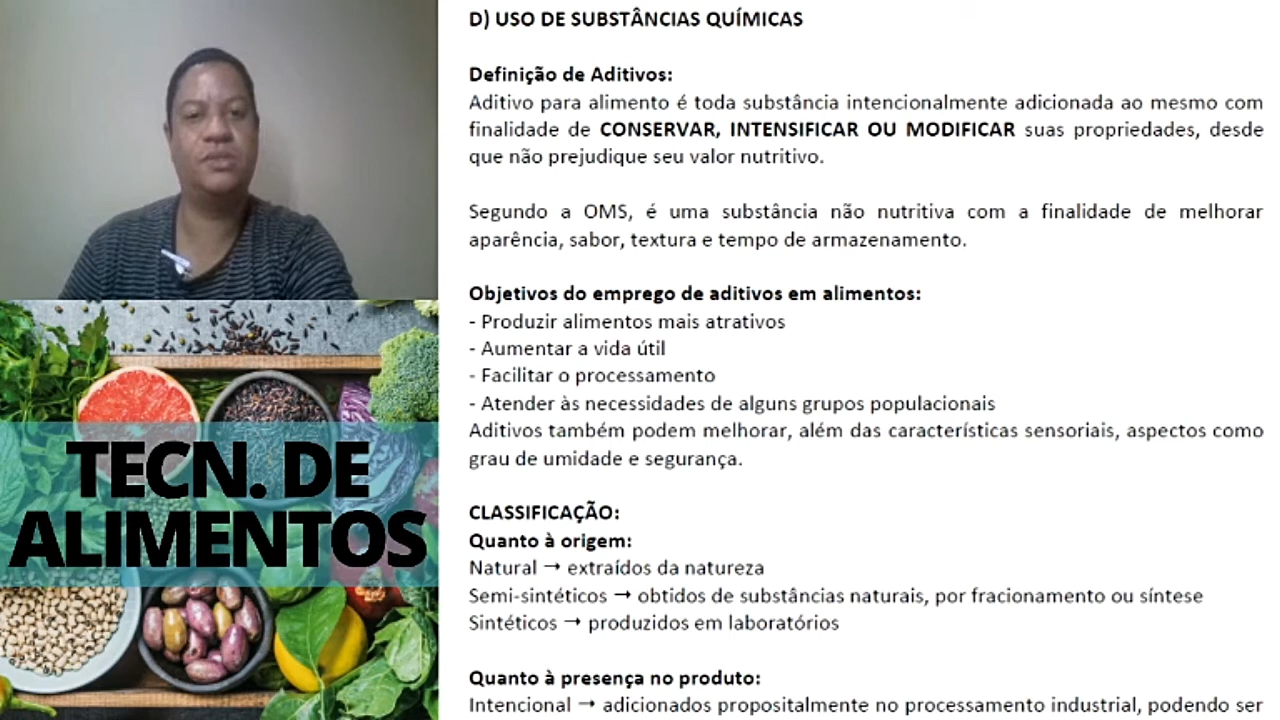 D) USO DE SUBSTÂNCIAS QUÍMICAS
Definição de Aditivos:
Aditivo para alimento é toda substância intencionalmente adicionada ao mesmo com
finalidade de CONSERVAR, INTENSIFICAR OU MODIFICAR suas propriedades, desde
que não prejudique seu valor nutritivo.
Segundo a OMS, é uma substância não nutritiva com a finalidade de melhorar
aparência, sabor, textura e tempo de armazenamento.
Objetivos do emprego de aditivos em alimentos:
- Produzir alimentos mais atrativos
- Aumentar a vida útil
- Facilitar o processamento
- Atender às necessidades de alguns grupos populacionais
Aditivos também podem melhorar, além das características sensoriais, aspectos como
grau de umidade e segurança.
CLASSIFICAÇÃO:
Quanto à origem:
Natural → extraídos da natureza
Semi-sintéticos → obtidos de substâncias naturais, por fracionamento ou síntese
Sintéticos → produzidos em laboratórios
Quanto à presença no produto:
Intencional → adicionados propositalmente no processamento industrial, podendo ser
TECN. DE
ALIMENTOS